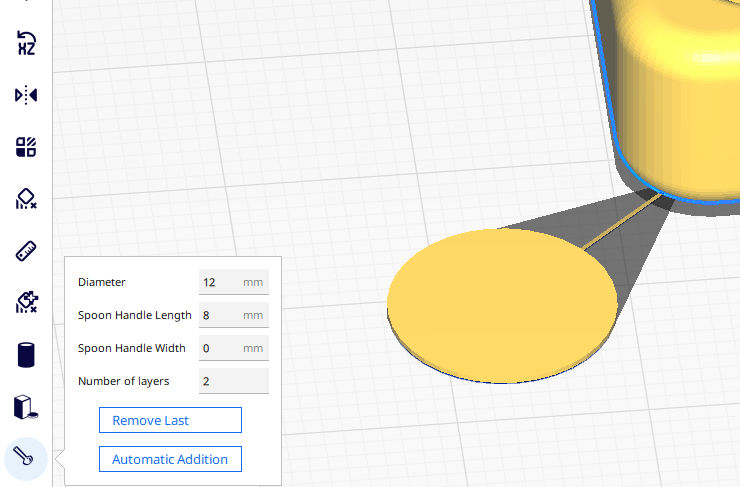 XZ
Diameter 12 mm
Spoon Handle Length 8 mm
Spoon Handle Width 0 mm
Number of layers 2
Remove Last
Automatic Addition